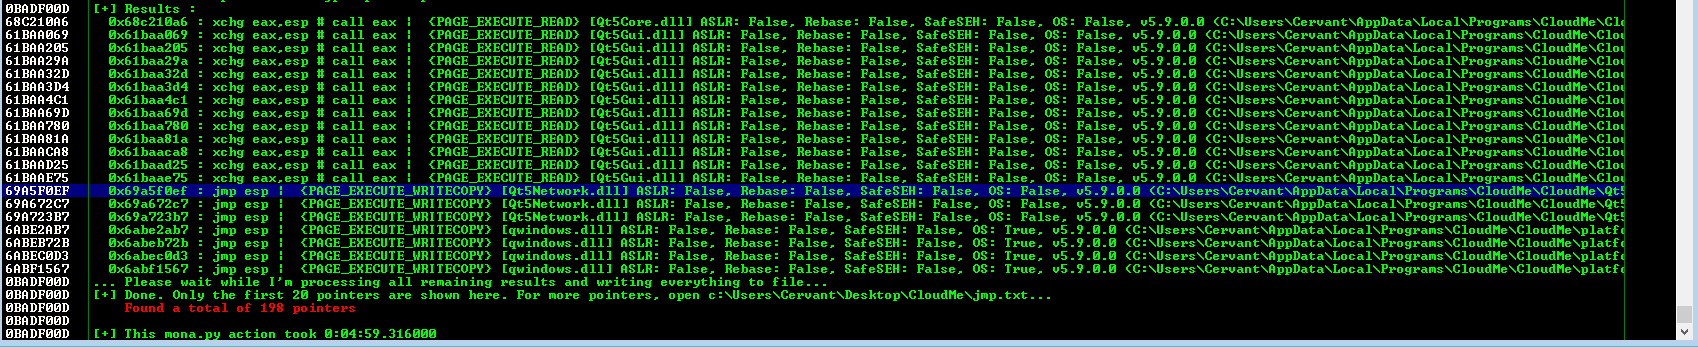 0BADF00D [+] Results :
68C210A6 0x68c210a6 : xchg eax,esp # call eax | {PAGE_EXECUTE_READ} [Qt5Core.dll] ASLR: False, Rebase: False, SafeSEH: False, OS: False, v5.9.0.0 (C:\Users\Cervant\AppData\Local\Programs\CloudMe\Clo
61BAA069 0x61baa069 : xchg eax,esp # call eax | {PAGE_EXECUTE_READ} [Qt5Gui.dll] ASLR: False, Rebase: False, SafeSEH: False, OS: False, v5.9.0.0 (C:\Users\Cervant\AppData\Local\Programs\CloudMe\Clou
61BAA205 0x61baa205 : xchg eax,esp # call eax | {PAGE_EXECUTE_READ} [Qt5Gui.dll] ASLR: False, Rebase: False, SafeSEH: False, OS: False, v5.9.0.0 (C:\Users\Cervant\AppData\Local\Programs\CloudMe\Clou
61BAA29A 0x61baa29a : xchg eax,esp # call eax | {PAGE_EXECUTE_READ} [Qt5Gui.dll] ASLR: False, Rebase: False, SafeSEH: False, OS: False, v5.9.0.0 (C:\Users\Cervant\AppData\Local\Programs\CloudMe\Clou
61BAA32D 0x61baa32d : xchg eax,esp # call eax | {PAGE_EXECUTE_READ} [Qt5Gui.dll] ASLR: False, Rebase: False, SafeSEH: False, OS: False, v5.9.0.0 (C:\Users\Cervant\AppData\Local\Programs\CloudMe\Clou
61BAA3D4 0x61baa3d4 : xchg eax,esp # call eax | {PAGE_EXECUTE_READ} [Qt5Gui.dll] ASLR: False, Rebase: False, SafeSEH: False, OS: False, v5.9.0.0 (C:\Users\Cervant\AppData\Local\Programs\CloudMe\Clou
61BAA4C1 0x61baa4c1 : xchg eax,esp # call eax | {PAGE_EXECUTE_READ} [Qt5Gui.dll] ASLR: False, Rebase: False, SafeSEH: False, OS: False, v5.9.0.0 (C:\Users\Cervant\AppData\Local\Programs\CloudMe\Clou
61BAA69D 0x61baa69d : xchg eax,esp # call eax | {PAGE_EXECUTE_READ} [Qt5Gui.dll] ASLR: False, Rebase: False, SafeSEH: False, OS: False, v5.9.0.0 (C:\Users\Cervant\AppData\Local\Programs\CloudMe\Clou
61BAA780 0x61baa780 : xchg eax,esp # call eax | {PAGE_EXECUTE_READ} [Qt5Gui.dll] ASLR: False, Rebase: False, SafeSEH: False, OS: False, v5.9.0.0 (C:\Users\Cervant\AppData\Local\Programs\CloudMe\Clou
61BAA81A 0x61baa81a : xchg eax,esp # call eax | {PAGE_EXECUTE_READ} [Qt5Gui.dll] ASLR: False, Rebase: False, SafeSEH: False, OS: False, v5.9.0.0 (C:\Users\Cervant\AppData\Local\Programs\CloudMe\Clou
61BAACA8 0x61baaca8 : xchg eax,esp # call eax | {PAGE_EXECUTE_READ} [Qt5Gui.dll] ASLR: False, Rebase: False, SafeSEH: False, OS: False, v5.9.0.0 (C:\Users\Cervant\AppData\Local\Programs\CloudMe\Clou
61BAAD25 0x61baad25 : xchg eax,esp # call eax | {PAGE_EXECUTE_READ} [Qt5Gui.dll] ASLR: False, Rebase: False, SafeSEH: False, OS: False, v5.9.0.0 (C:\Users\Cervant\AppData\Local\Programs\CloudMe\Clou
61BAAE75 0x61baae75 : xchg eax,esp # call eax | {PAGE_EXECUTE_READ} [Qt5Gui.dll] ASLR: False, Rebase: False, SafeSEH: False, OS: False, v5.9.0.0 (C:\Users\Cervant\AppData\Local\Programs\CloudMe\Clou
69A5F0EF 0x69a5f0ef : jmp esp | {PAGE_EXECUTE_WRITECOPY} [Qt5Network.dll] ASLR: False, Rebase: False, SafeSEH: False, OS: False, v5.9.0.0 (C:\Users\Cervant\AppData\Local\Programs\CloudMe\CloudMe\Qt5
69A672C7 0x69a672c7 : jmp esp | {PAGE_EXECUTE_WRITECOPY} [Qt5Network.dll] ASLR: False, Rebase: False, SafeSEH: False, OS: False, v5.9.0.0 (C:\Users\Cervant\AppData\Local\Programs\CloudMe\CloudMe\Qt5
69A723B7 0x69a723b7 : jmp esp | {PAGE_EXECUTE_WRITECOPY} [Qt5Network.dll] ASLR: False, Rebase: False, SafeSEH: False, OS: False, v5.9.0.0 (C:\Users\Cervant\AppData\Local\Programs\CloudMe\CloudMe\Qt5
6ABE2AB7 0x6abe2ab7 : jmp esp | {PAGE_EXECUTE_WRITECOPY} [qwindows.dll] ASLR: False, Rebase: False, SafeSEH: False, OS: True, v5.9.0.0 (C:\Users\Cervant\AppData\Local\Programs\CloudMe\CloudMe\platfo
6ABEB72B 0x6abeb72b : jmp esp | {PAGE_EXECUTE_WRITECOPY} [qwindows.dll] ASLR: False, Rebase: False, SafeSEH: False, OS: True, v5.9.0.0 (C:\Users\Cervant\AppData\Local\Programs\CloudMe\CloudMe\platfo
6ABEC0D3 0x6abec0d3 : jmp esp | {PAGE_EXECUTE_WRITECOPY} [qwindows.dll] ASLR: False, Rebase: False, SafeSEH: False, OS: True, v5.9.0.0 (C:\Users\Cervant\AppData\Local\Programs\CloudMe\CloudMe\platfo
6ABF1567 0x6abf1567 : jmp esp | {PAGE_EXECUTE_WRITECOPY} [qwindows.dll] ASLR: False, Rebase: False, SafeSEH: False, OS: True, v5.9.0.0 (C:\Users\Cervant\AppData\Local\Programs\CloudMe\CloudMe\platfo
0BADF00D ... Please wait while I'm processing all remaining results and writing everything to file...
0BADF00D [+] Done. Only the first 20 pointers are shown here. For more pointers, open c:\Users\Cervant\Desktop\CloudMe\jmp.txt...
0BADF00D Found a total of 198 pointers
0BADF00D
0BADF00D [+] This mona.py action took 0:04:59.316000